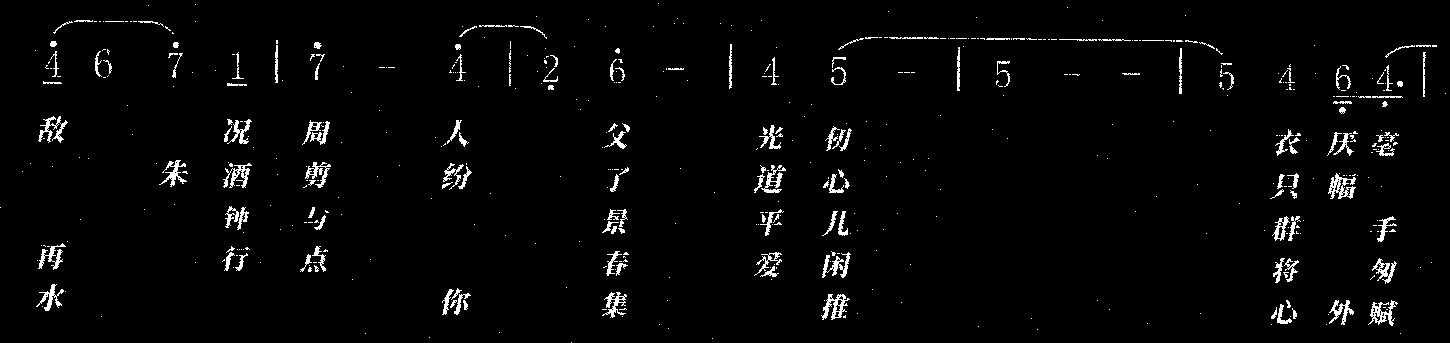 4 6 7 1 | 7 - 4 | 2 6 - | 4 5 - | 5 - - | 5 4 6 4. |
敌 况 周 人 父 光 初 衣 厌 毫
朱 酒 剪 纷 了 道 心 只 幅
钟 与 景 平 儿 群 手
再 行 点 春 爱 闲 将 匆
水 你 集 推 心 外 赋